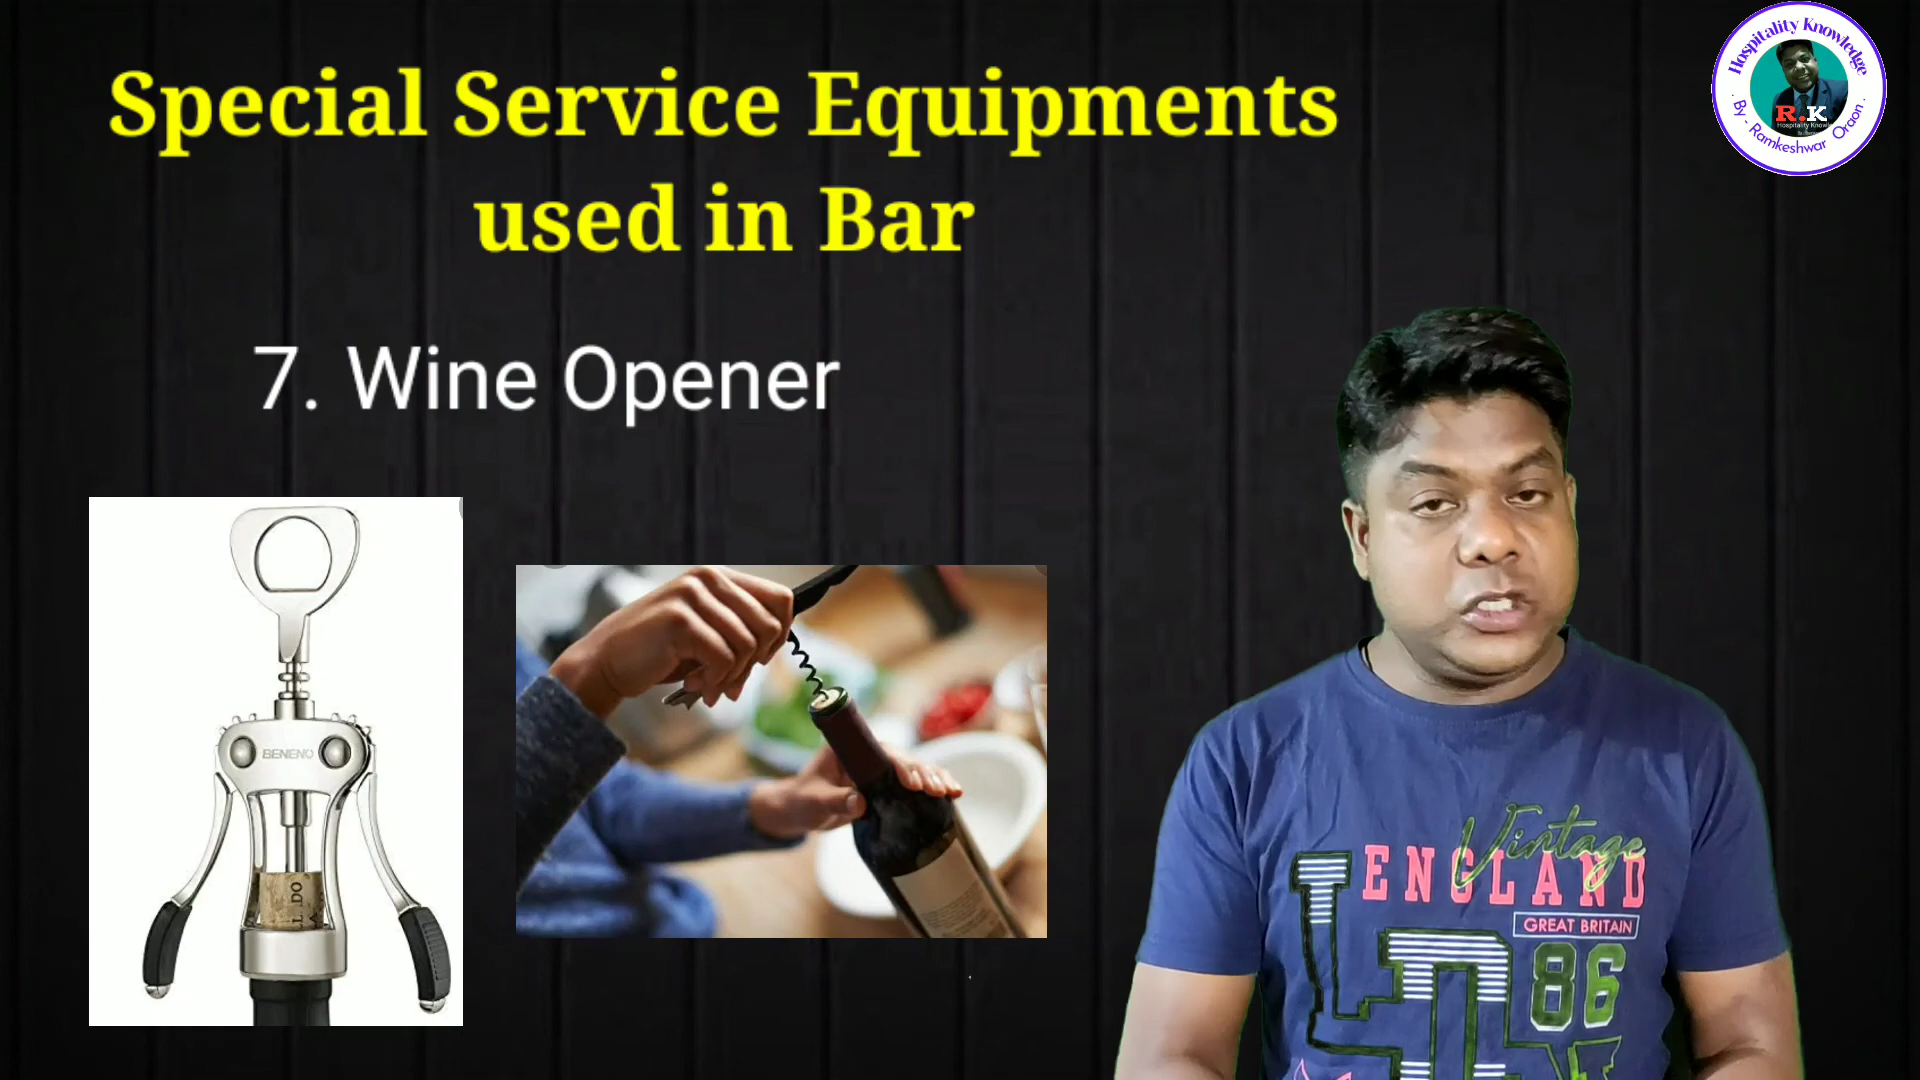 Special Service Equipments
used in Bar
7. Wine Opener
Hospitality Knowledge
R.K
By - Ramkeshwar Oraon
BENENO
Vintage
ENGLAND
GREAT BRITAIN
86